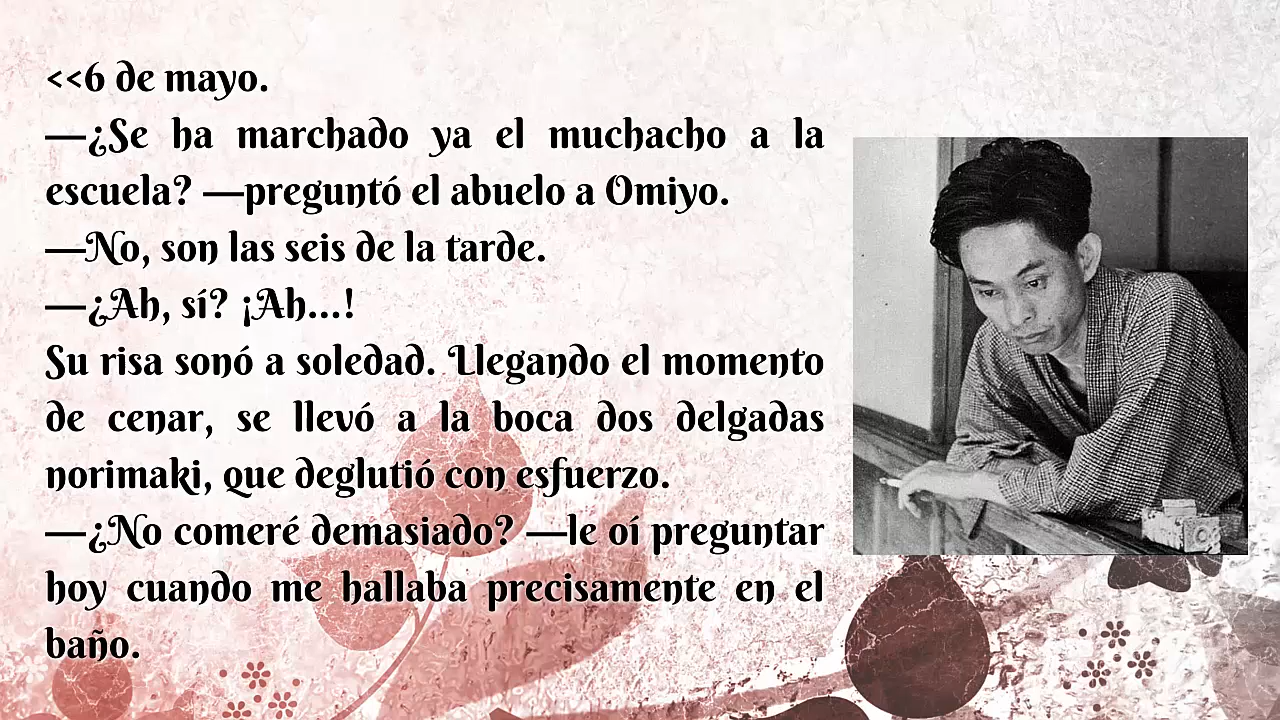 <<6 de mayo.
—¿Se ha marchado ya el muchacho a la
escuela? —preguntó el abuelo a Omiyo.
—No, son las seis de la tarde.
—¿Ah, sí? ¡Ah...!
Su risa sonó a soledad. Llegando el momento
de cenar, se llevó a la boca dos delgadas
norimaki, que deglutió con esfuerzo.
—¿No comeré demasiado? —le oí preguntar
hoy cuando me hallaba precisamente en el
baño.